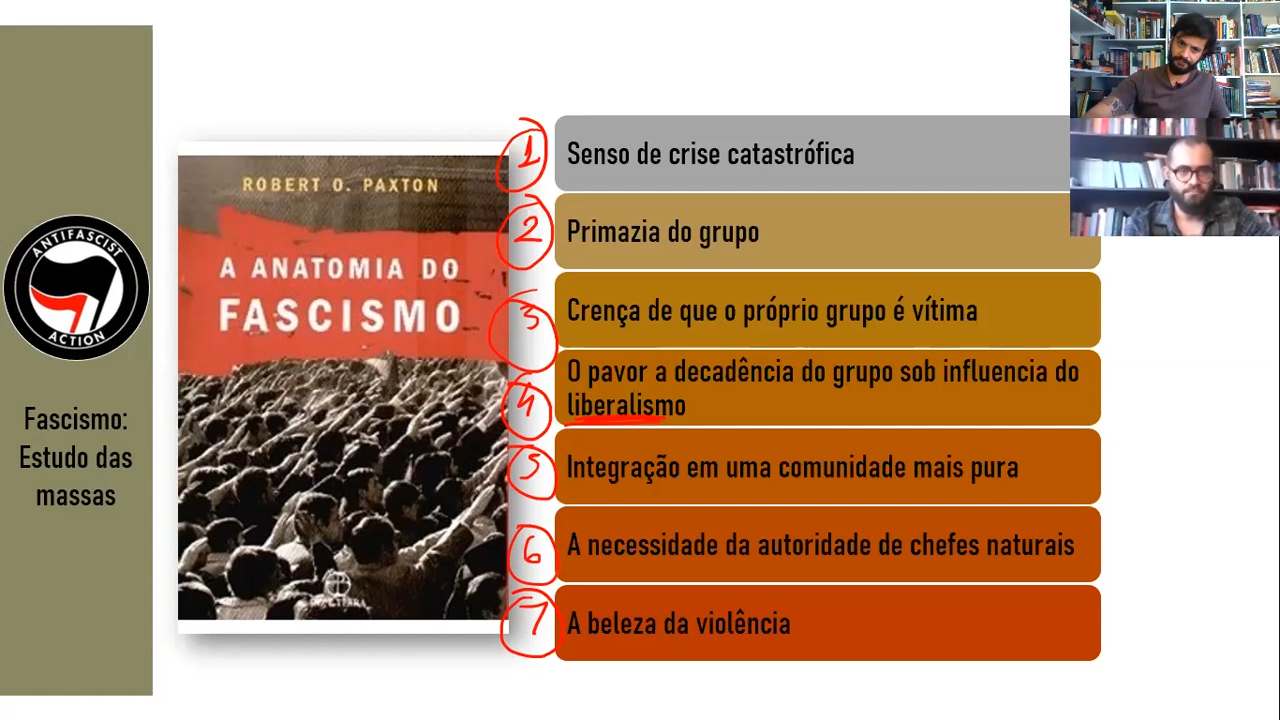 ANTIFASCIST
ACTION
Fascismo:
Estudo das
massas
ROBERT O. PAXTON
A ANATOMIA DO
FASCISMO
1
Senso de crise catastrófica
2
Primazia do grupo
3
Crença de que o próprio grupo é vítima
4
O pavor a decadência do grupo sob influencia do
liberalismo
5
Integração em uma comunidade mais pura
6
A necessidade da autoridade de chefes naturais
7
A beleza da violência